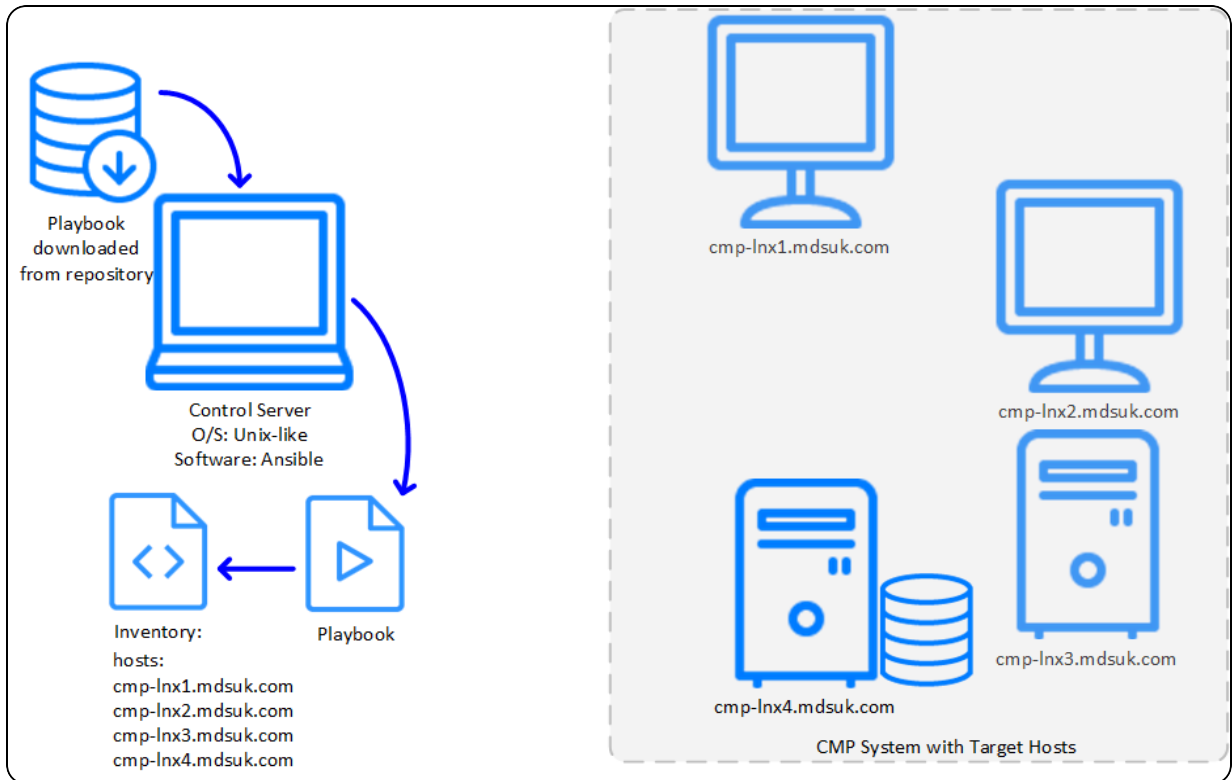 Playbook
downloaded
from repository
Control Server
O/S: Unix-like
Software: Ansible
Inventory:
hosts:
cmp-lnx1.mdsuk.com
cmp-lnx2.mdsuk.com
cmp-lnx3.mdsuk.com
cmp-lnx4.mdsuk.com
Playbook
cmp-lnx1.mdsuk.com
cmp-lnx2.mdsuk.com
cmp-lnx3.mdsuk.com
cmp-lnx4.mdsuk.com
CMP System with Target Hosts